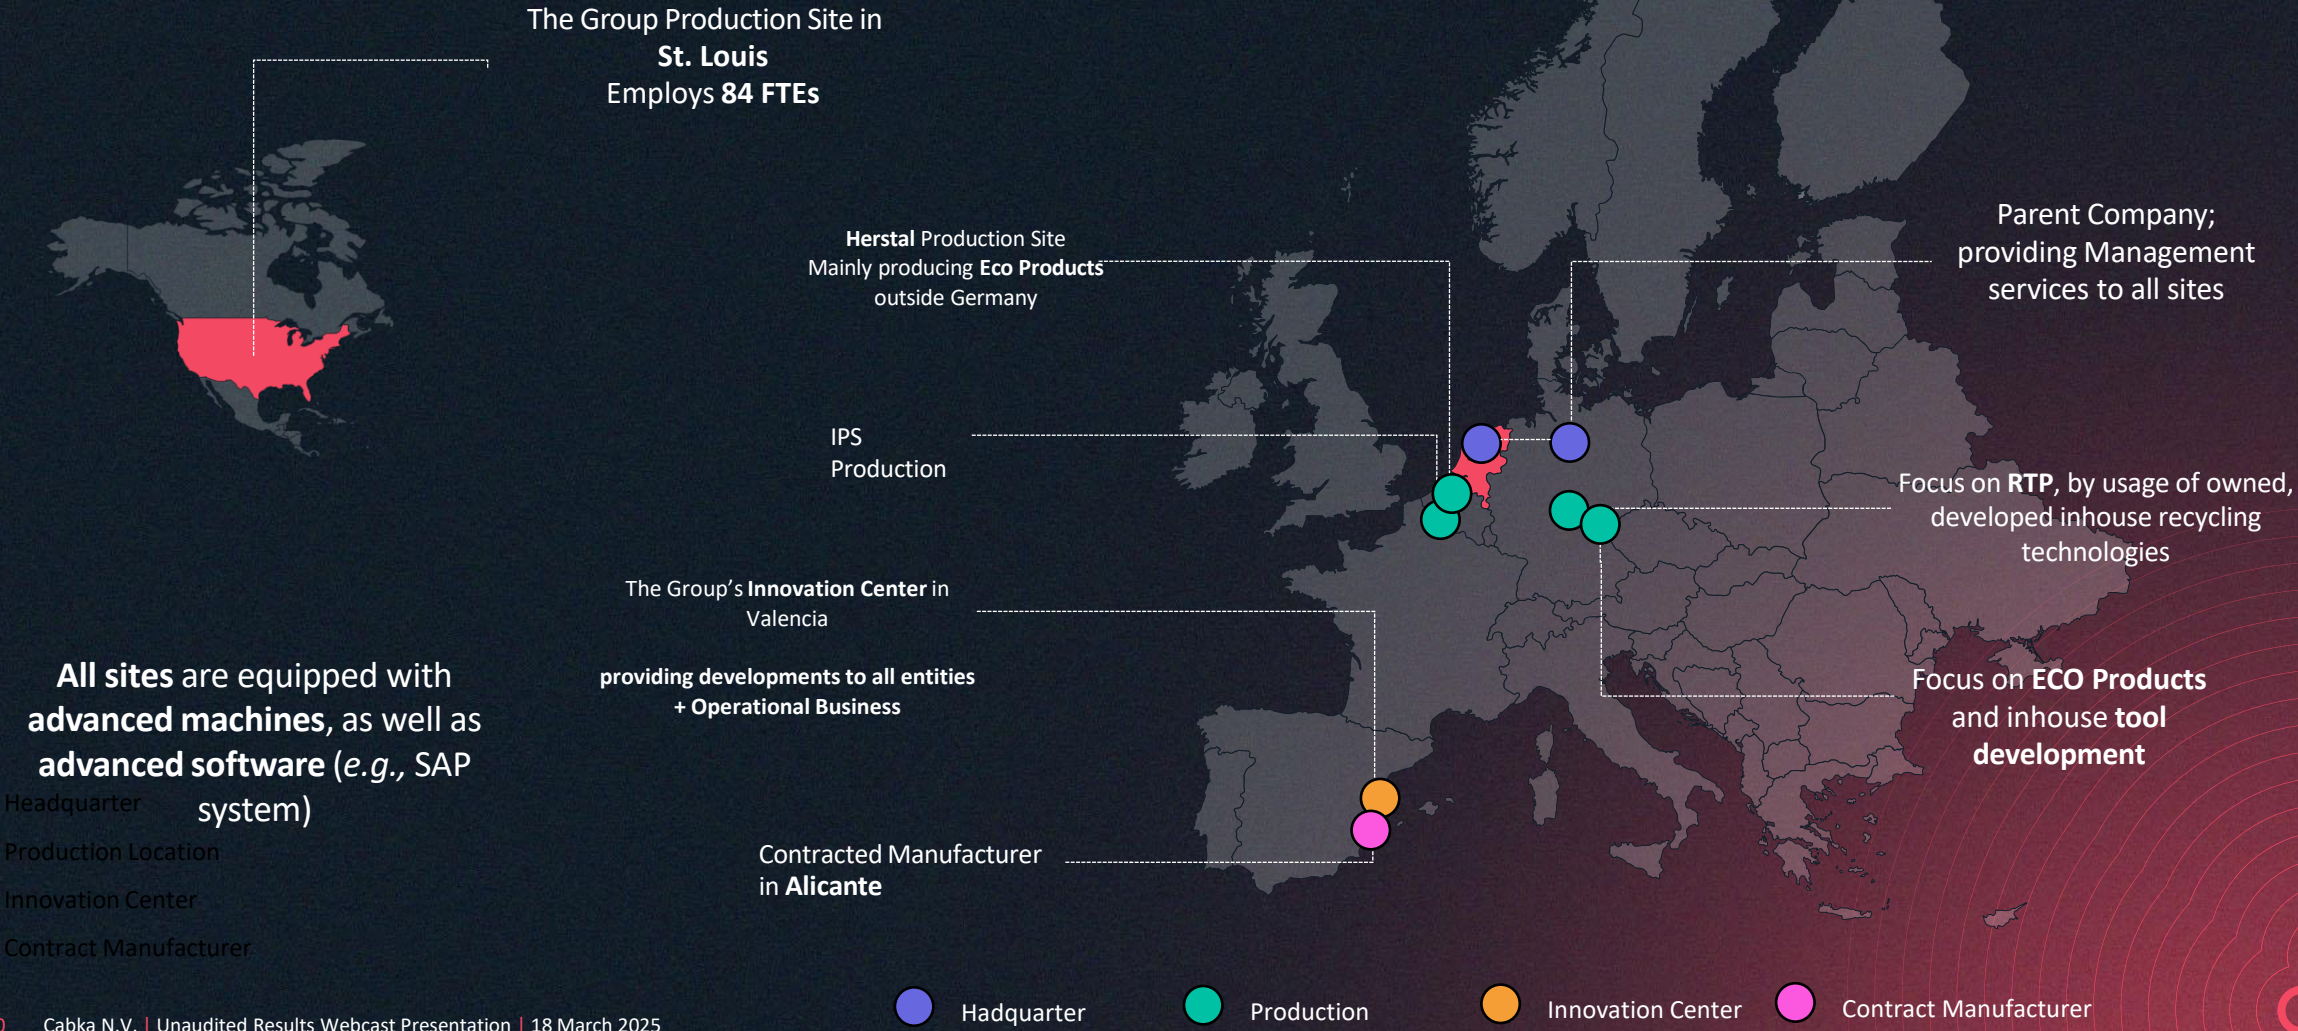 The Group Production Site in
St. Louis
Employs 84 FTEs
Herstal Production Site
Mainly producing Eco Products
outside Germany
Parent Company;
providing Management
services to all sites
IPS
Production
Focus on RTP, by usage of owned,
developed inhouse recycling
technologies
The Group's Innovation Center in
Valencia
providing developments to all entities
+ Operational Business
All sites are equipped with
advanced machines, as well as
advanced software (e.g., SAP
system)
Focus on ECO Products
and inhouse tool
development
Headquarter
Production Location
Innovation Center
Contract Manufacturer
Contracted Manufacturer
in Alicante
Hadquarter
Production
Innovation Center
Contract Manufacturer
0 Cabka N.V. | Unaudited Results Webcast Presentation | 18 March 2025